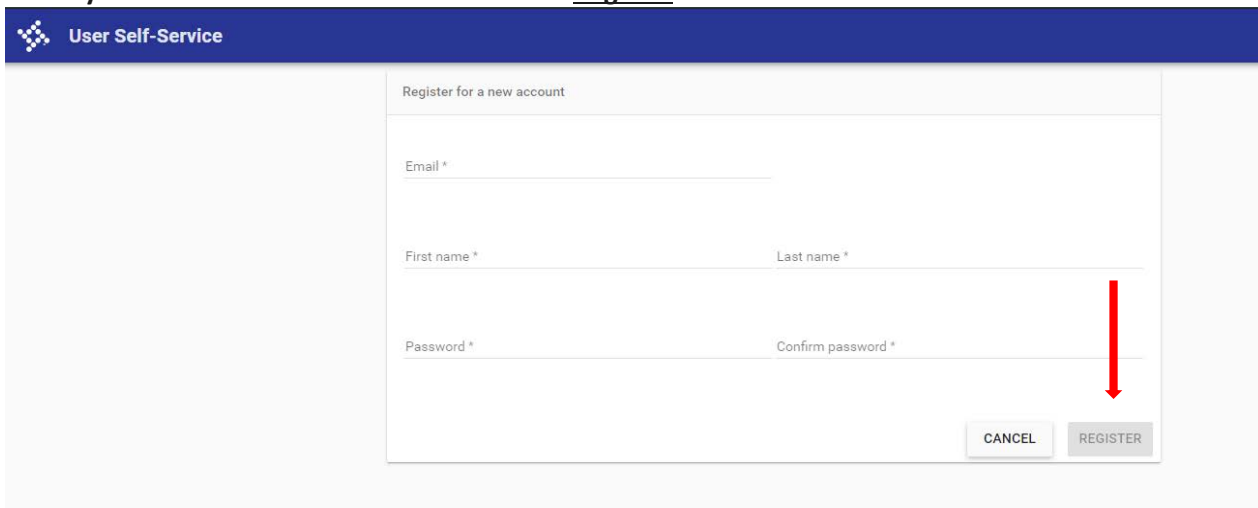 User Self-Service
Register for a new account
Email *
First name * Last name *
Password * Confirm password *
CANCEL REGISTER